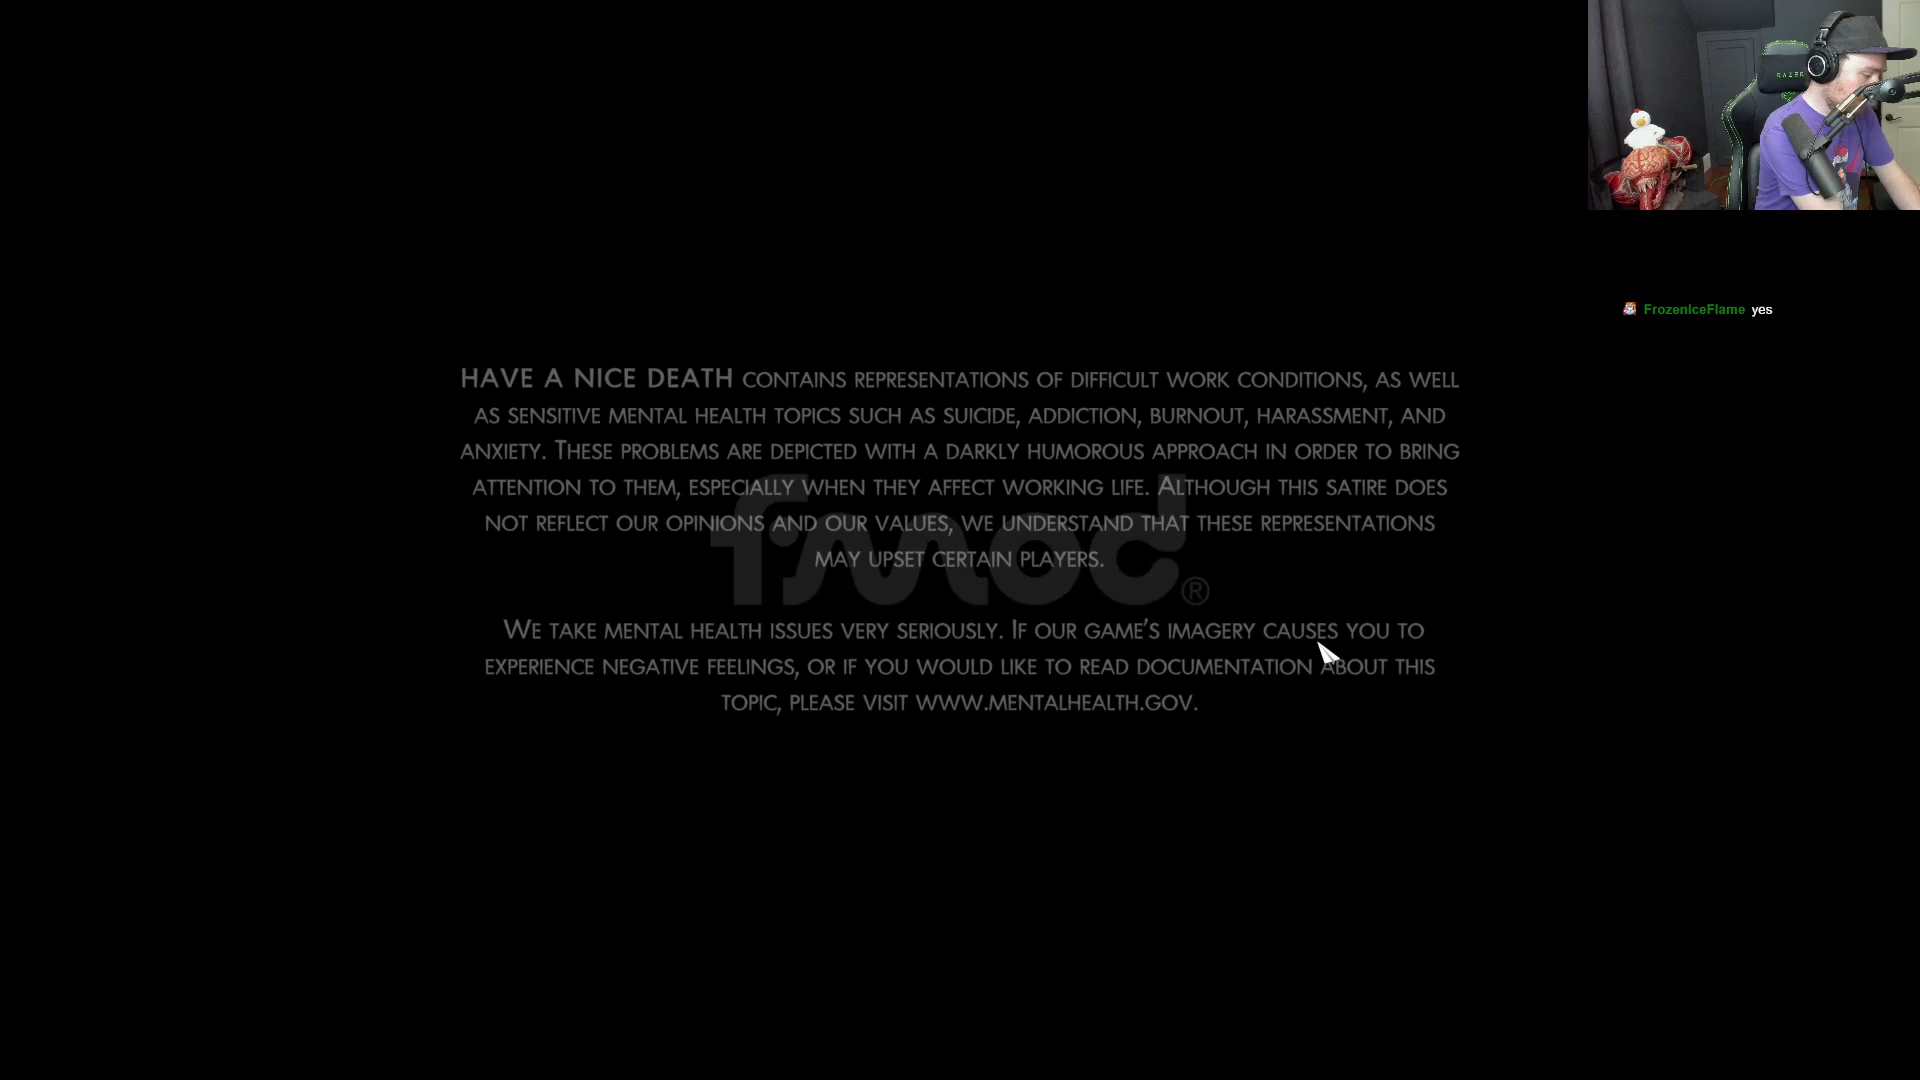 RAZER
FrozenIceFlame yes
HAVE A NICE DEATH CONTAINS REPRESENTATIONS OF DIFFICULT WORK CONDITIONS, AS WELL
AS SENSITIVE MENTAL HEALTH TOPICS SUCH AS SUICIDE, ADDICTION, BURNOUT, HARASSMENT, AND
ANXIETY. THESE PROBLEMS ARE DEPICTED WITH A DARKLY HUMOROUS APPROACH IN ORDER TO BRING
ATTENTION TO THEM, ESPECIALLY WHEN THEY AFFECT WORKING LIFE. ALTHOUGH THIS SATIRE DOES
NOT REFLECT OUR OPINIONS AND OUR VALUES, WE UNDERSTAND THAT THESE REPRESENTATIONS
MAY UPSET CERTAIN PLAYERS.
fmod®
WE TAKE MENTAL HEALTH ISSUES VERY SERIOUSLY. IF OUR GAME'S IMAGERY CAUSES YOU TO
EXPERIENCE NEGATIVE FEELINGS, OR IF YOU WOULD LIKE TO READ DOCUMENTATION ABOUT THIS
TOPIC, PLEASE VISIT WWW.MENTALHEALTH.GOV.